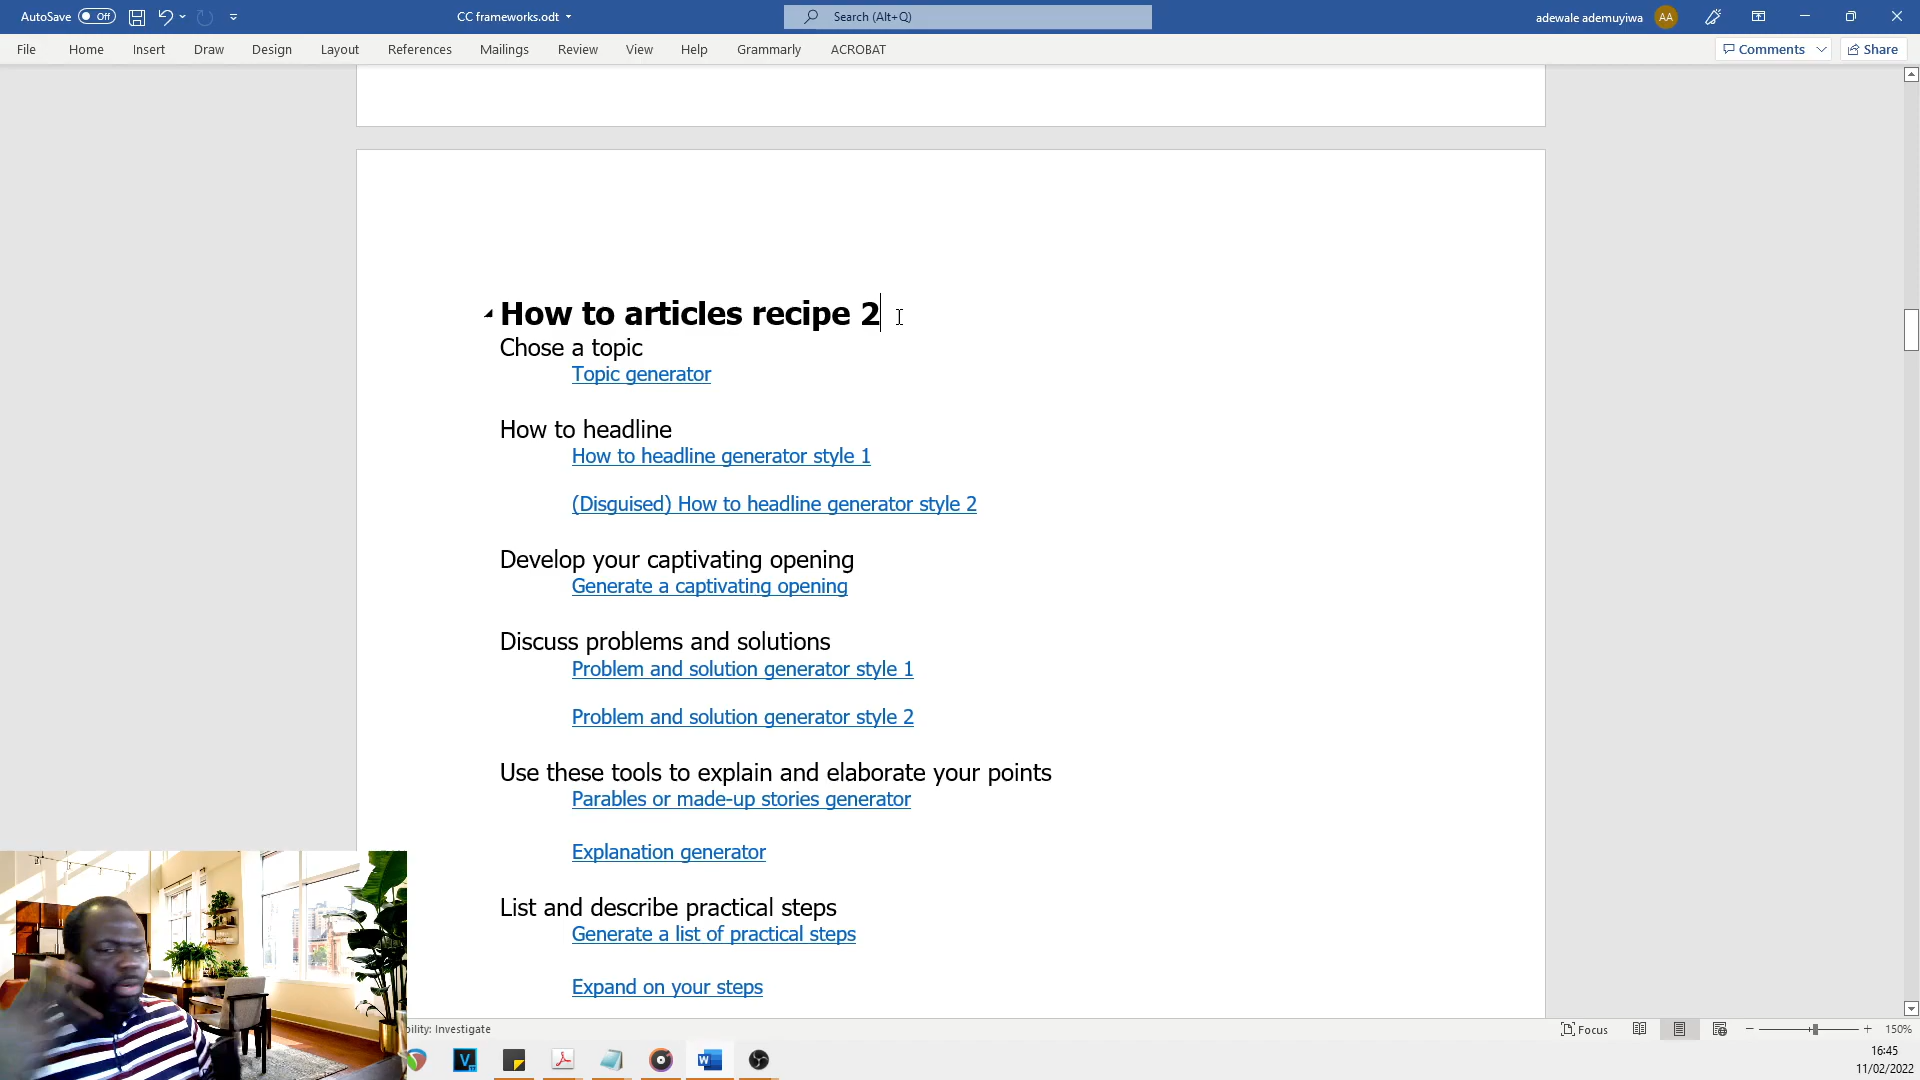 AutoSave Off CC frameworks.odt Search (Alt+Q) adewale ademuyiwa AA
File Home Insert Draw Design Layout References Mailings Review View Help Grammarly ACROBAT Comments Share
How to articles recipe 2
Chose a topic
Topic generator
How to headline
How to headline generator style 1
(Disguised) How to headline generator style 2
Develop your captivating opening
Generate a captivating opening
Discuss problems and solutions
Problem and solution generator style 1
Problem and solution generator style 2
Use these tools to explain and elaborate your points
Parables or made-up stories generator
Explanation generator
List and describe practical steps
Generate a list of practical steps
Expand on your steps
bility: Investigate Focus 150%
16:45
11/02/2022